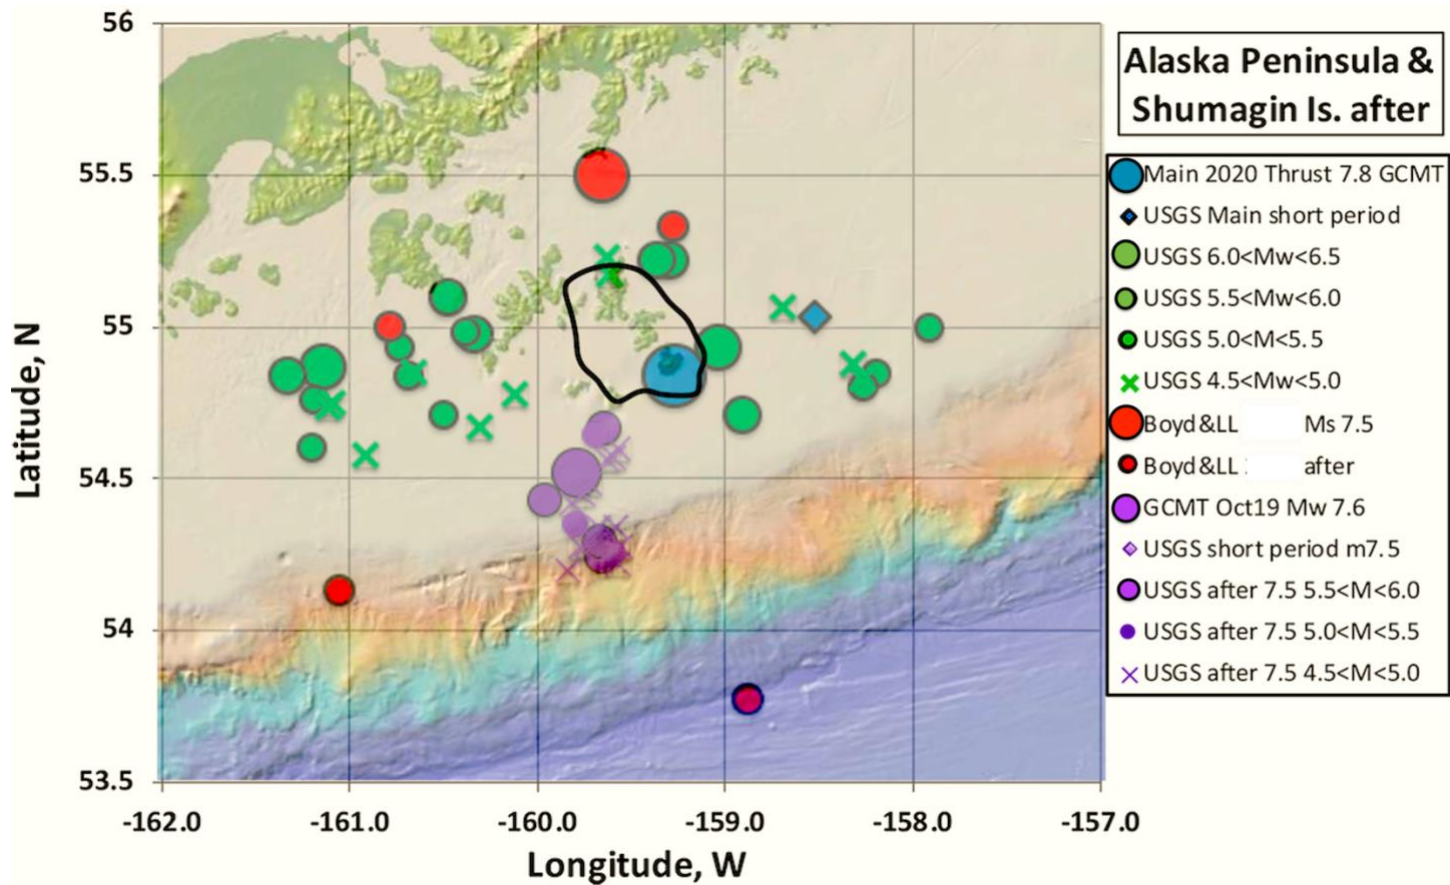 Alaska Peninsula &
Shumagin Is. after
Main 2020 Thrust 7.8 GCMT
USGS Main short period
USGS 6.0<Mw<6.5
USGS 5.5<Mw<6.0
USGS 5.0<M<5.5
USGS 4.5<Mw<5.0
Boyd&LL Ms 7.5
Boyd&LL after
GCMT Oct19 Mw 7.6
USGS short period m7.5
USGS after 7.5 5.5<M<6.0
USGS after 7.5 5.0<M<5.5
USGS after 7.5 4.5<M<5.0
Latitude, N
56
55.5
55
54.5
54
53.5
-162.0 -161.0 -160.0 -159.0 -158.0 -157.0
Longitude, W